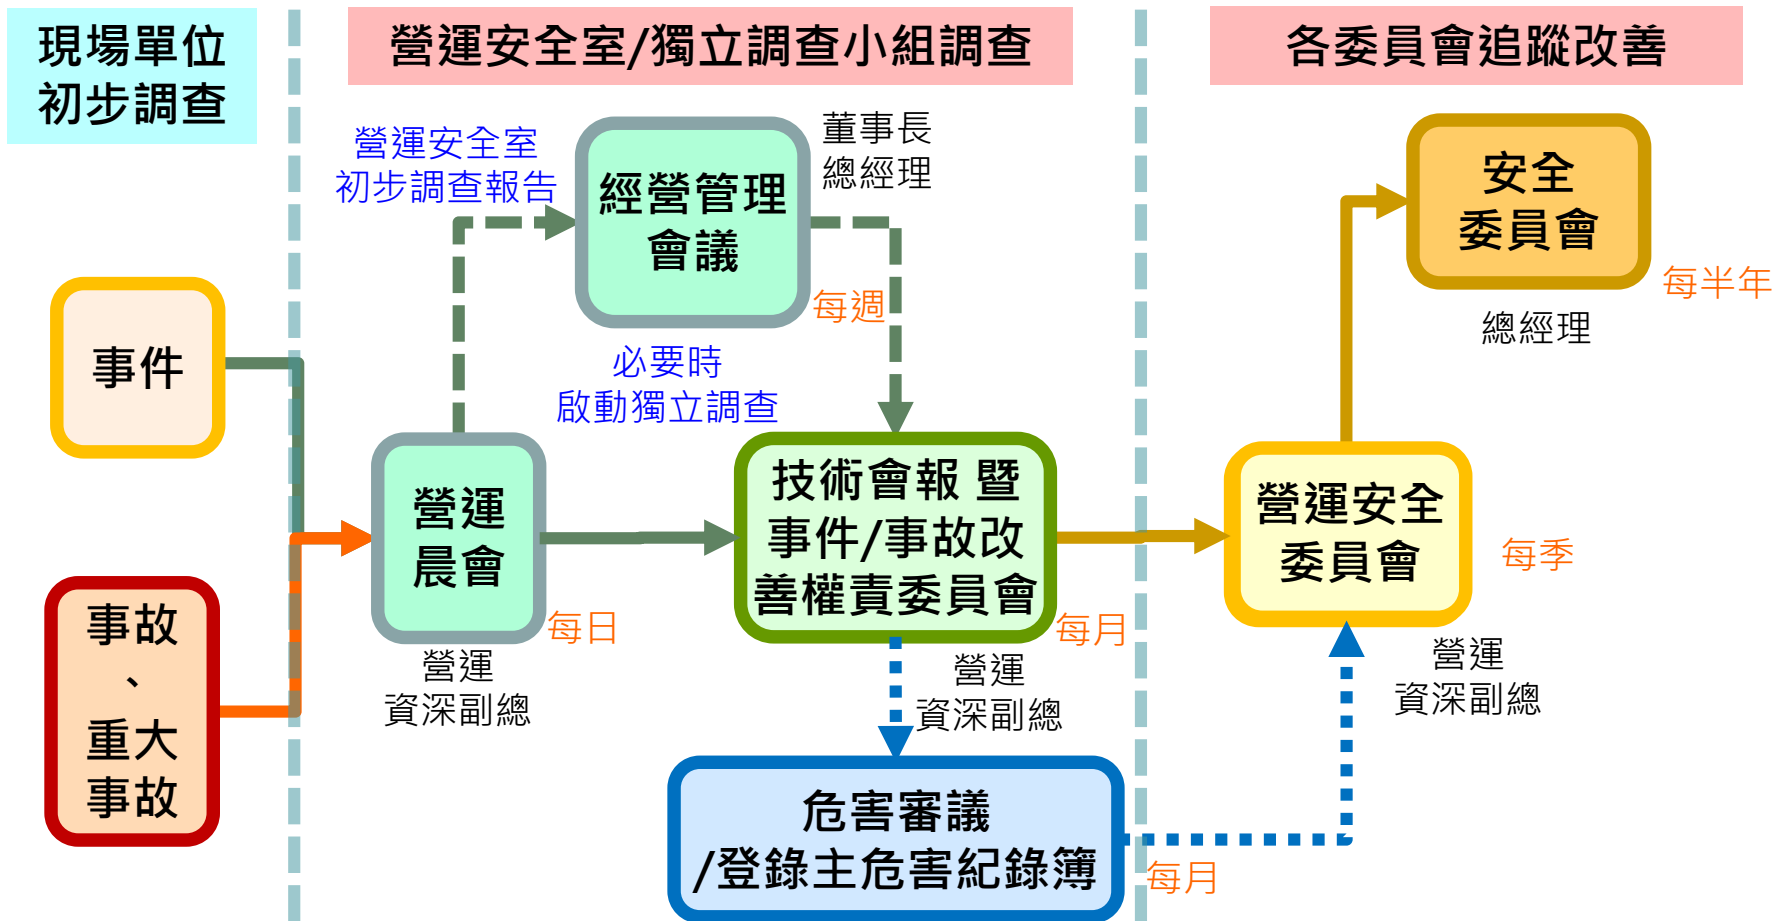 現場單位
初步調查
營運安全室/獨立調查小組調查
各委員會追蹤改善
營運安全室
初步調查報告
經營管理
會議
董事長
總經理
每週
必要時
啟動獨立調查
安全
委員會
每半年
總經理
事件
事故
、
重大
事故
營運
晨會
每日
營運
資深副總
技術會報 暨
事件/事故改
善權責委員會
每月
營運
資深副總
營運安全
委員會
每季
營運
資深副總
危害審議
/登錄主危害紀錄簿
每月